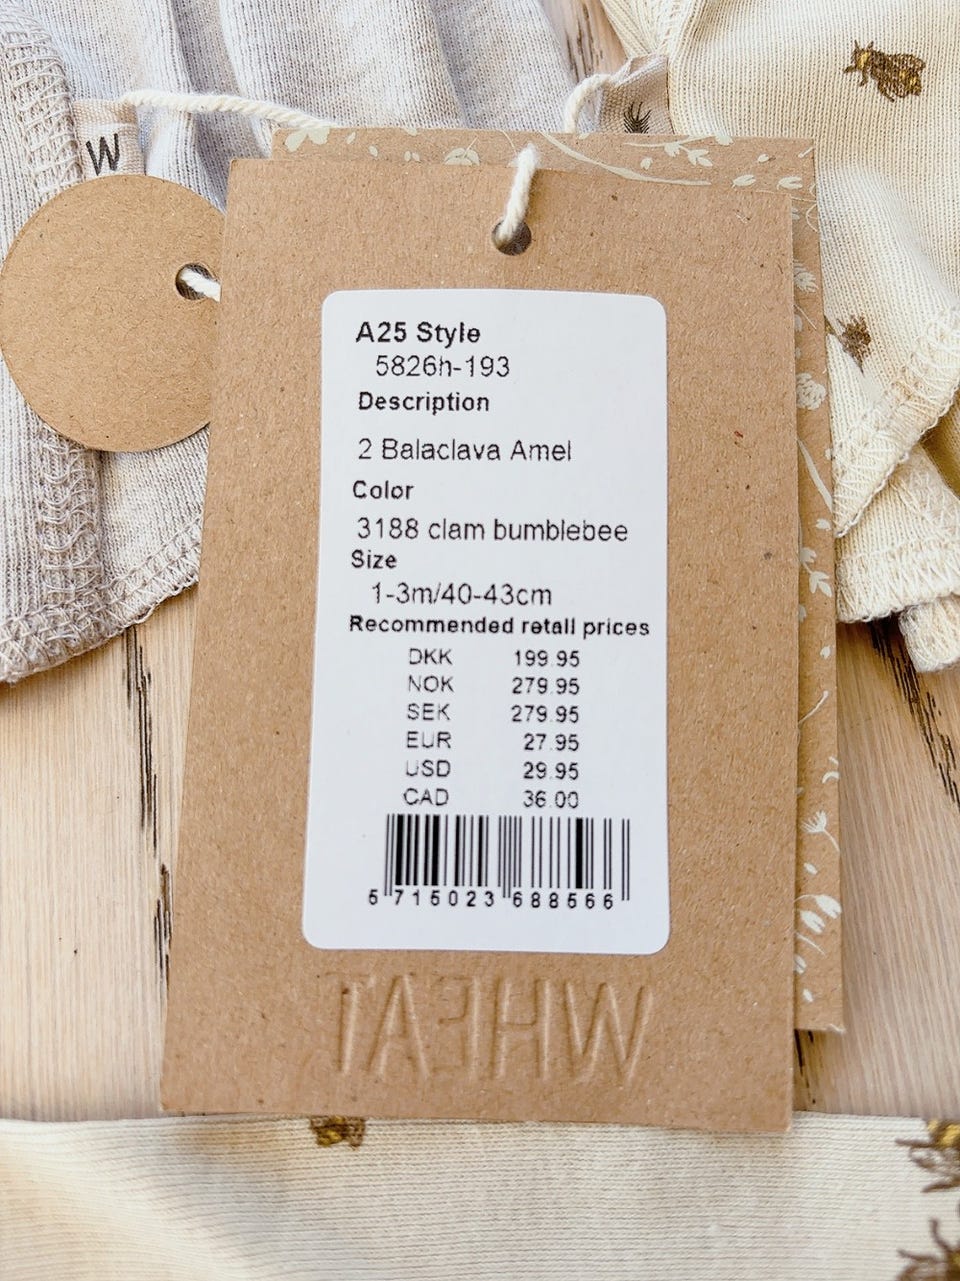 W
A25 Style
5826h-193
Description
2 Balaclava Amel
Color
3188 clam bumblebee
Size
1-3m/40-43cm
Recommended retail prices
DKK 199.95
NOK 279.95
SEK 279.95
EUR 27.95
USD 29.95
CAD 36.00
5 715023 688566
WHEAT